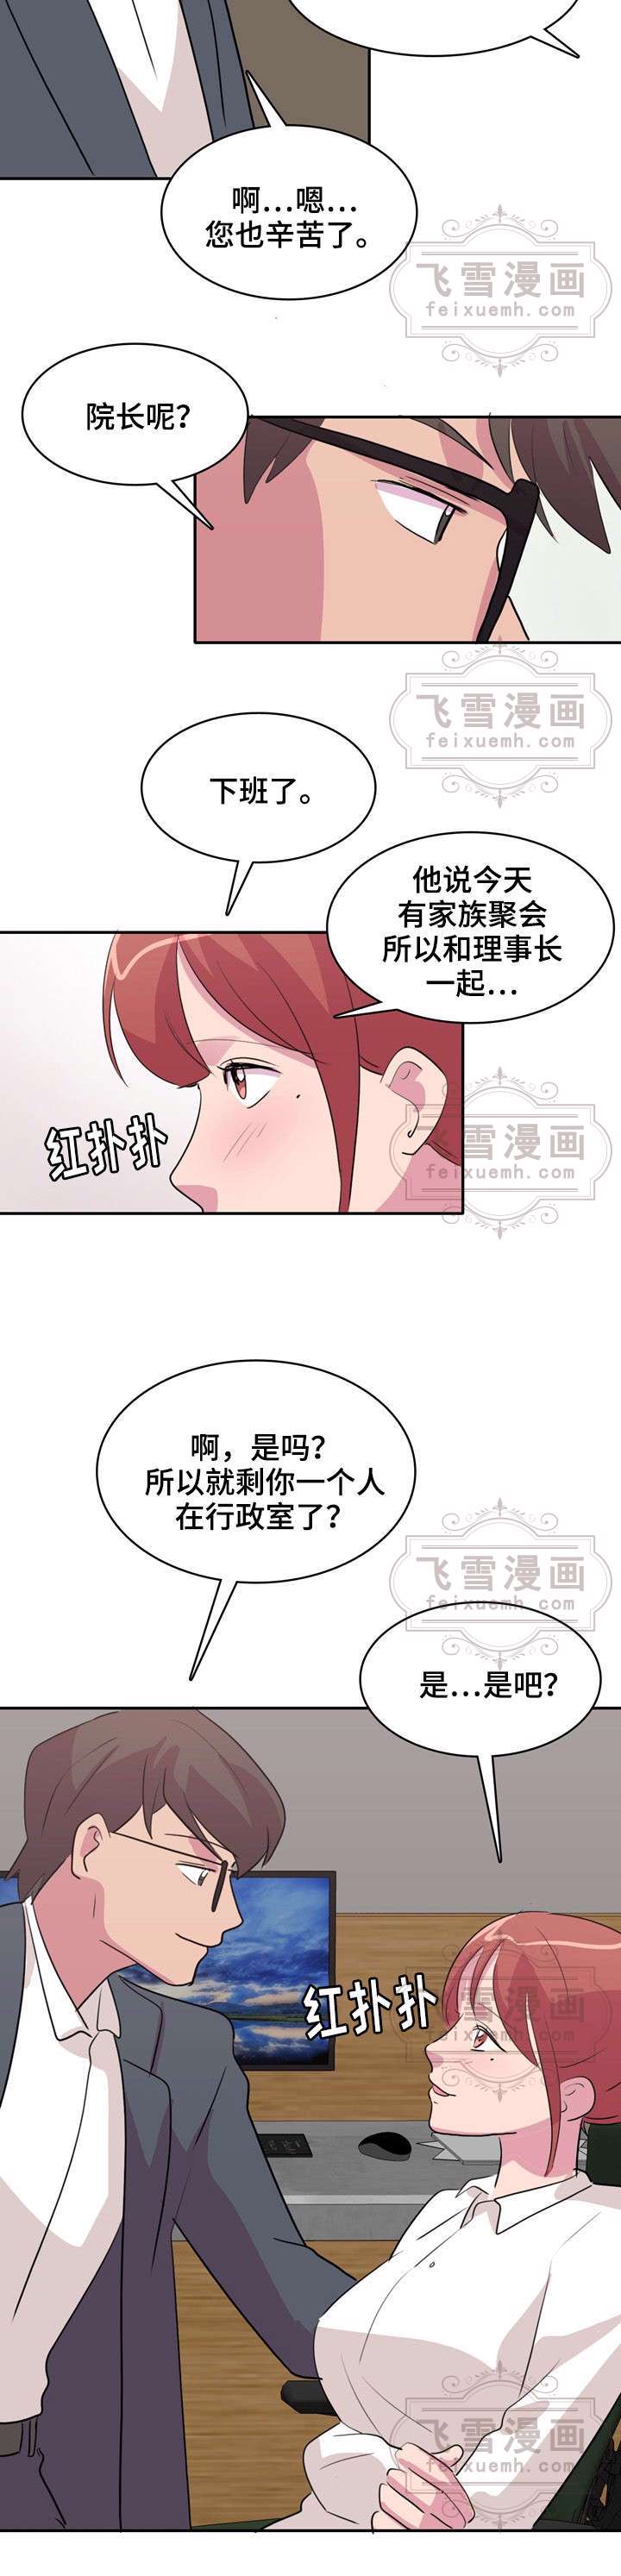 啊...嗯...
您也辛苦了。
飞雪漫画
feixuemh.com
院长呢？
飞雪漫画
feixuemh.com
下班了。
他说今天
有家族聚会
所以和理事长
一起...
红扑扑
飞雪漫画
feixuemh.com
啊，是吗？
所以就剩你一个人
在行政室了？
飞雪漫画
feixuemh.com
是...是吧？
红扑扑
飞雪漫画
feixuemh.com
飞雪漫画
feixuemh.com